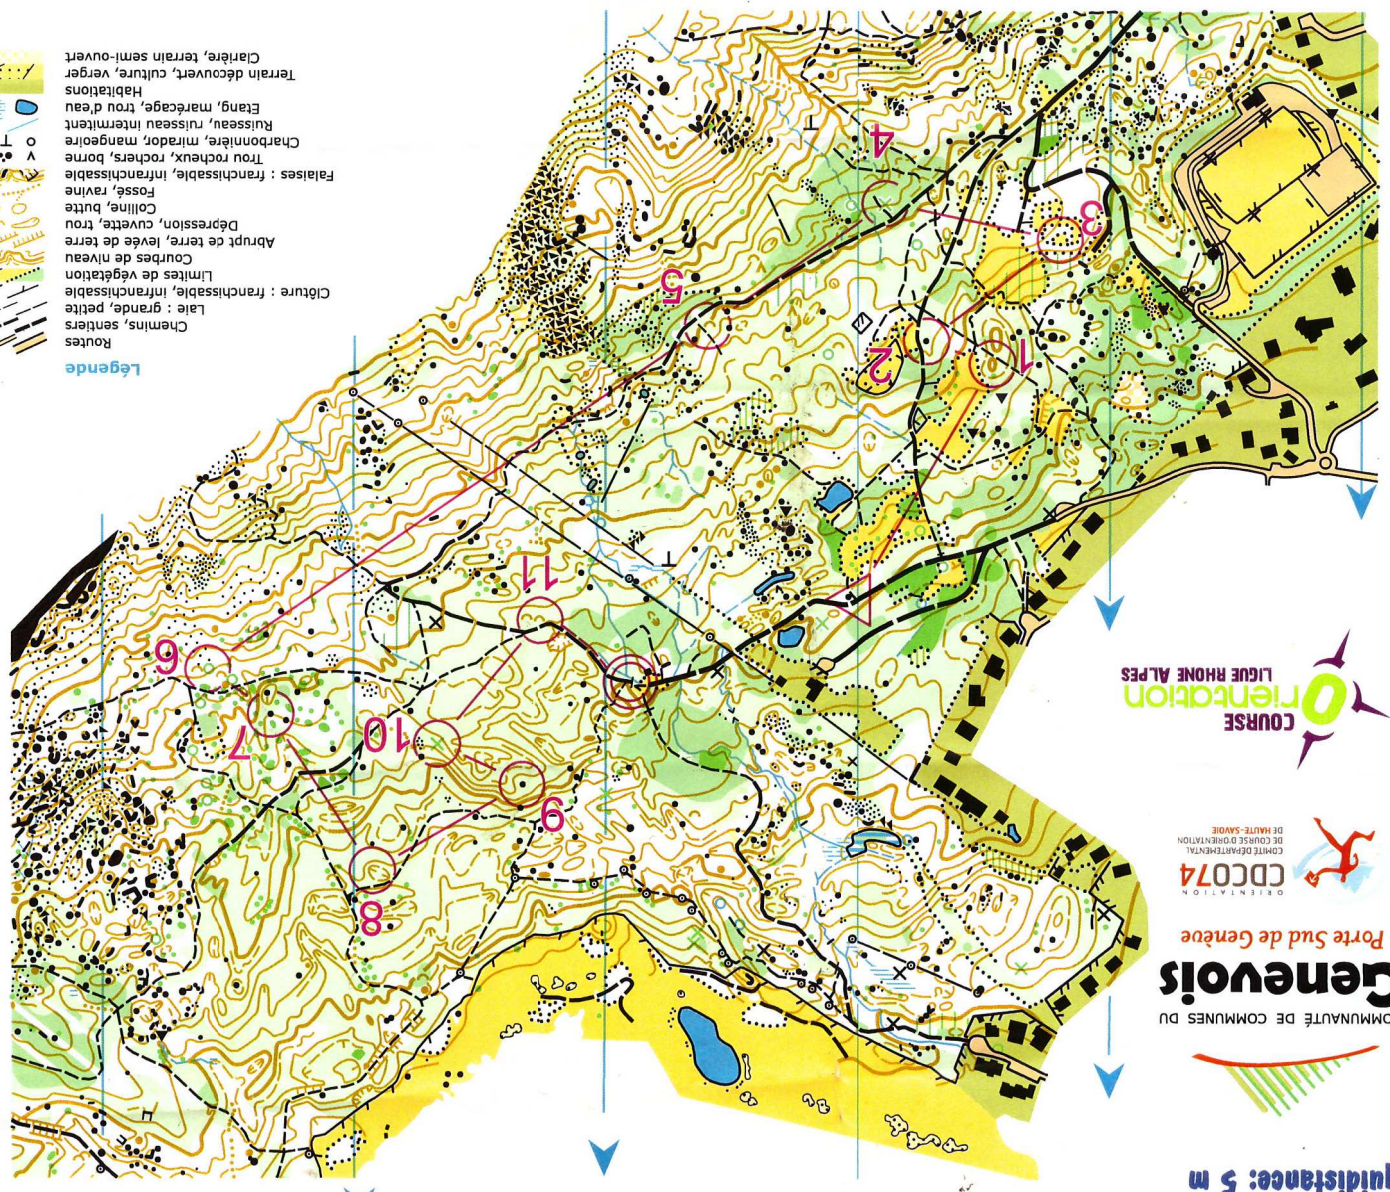 quidistance: 5 m
OMMUNAUTÉ DE COMMUNES DU
Genevois
Porte Sud de Genève
ORIENTATION
CDCO74
COMITÉ DÉPARTEMENTAL
DE COURSE D'ORIENTATION
DE HAUTE-SAVOIE
COURSE
Orientation
LIGUE RHONE ALPES
8
9
10
7
6
11
5
2
1
3
4
Légende
Routes
Chemins, sentiers
Laie : grande, petite
Clôture : franchissable, infranchissable
Limites de végétation
Courbes de niveau
Abrupt de terre, levée de terre
Dépression, cuvette, trou
Colline, butte
Fossé, ravine
Falaises : franchissable, infranchissable
Trou rocheux, rochers, borne
Charbonnière, mirador, mangeoire
Ruisseau, ruisseau intermittent
Etang, marécage, trou d'eau
Habitations
Terrain découvert, culture, verger
Clarière, terrain semi-ouvert